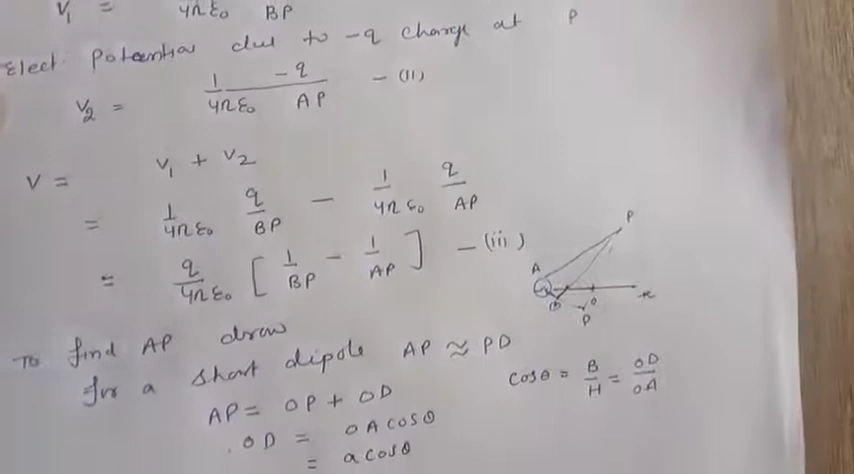 V₁ = 4πε₀ BP
Elect. Potential due to -q charge at P
V₂ = 1/4πε₀ -q/AP - (ii)
V = V₁ + V₂
= 1/4πε₀ q/BP - 1/4πε₀ q/AP
= q/4πε₀ [1/BP - 1/AP] - (iii)
P
A
O
D
To find AP draw
for a short dipole AP ≈ PD
AP = OP + OD
cosθ = B/H = OD/OA
OD = OA cosθ
= a cosθ